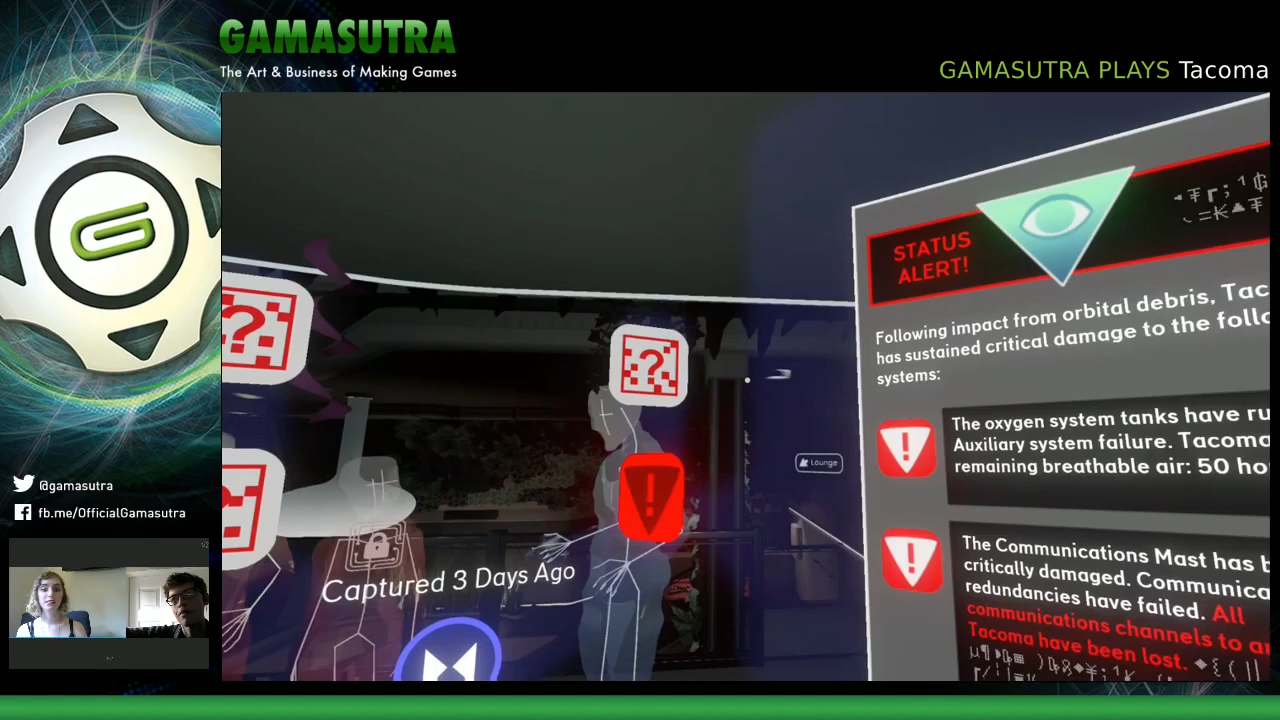 GAMASUTRA
The Art & Business of Making Games
GAMASUTRA PLAYS Tacoma
STATUS
ALERT!
Following impact from orbital debris, Tac
has sustained critical damage to the follo
systems:
The oxygen system tanks have ru
Auxiliary system failure. Tacoma
remaining breathable air: 50 ho
Lounge
The Communications Mast has b
critically damaged. Communica
redundancies have failed. All
communications channels to a
Tacoma have been lost.
Captured 3 Days Ago
@gamasutra
fb.me/OfficialGamasutra